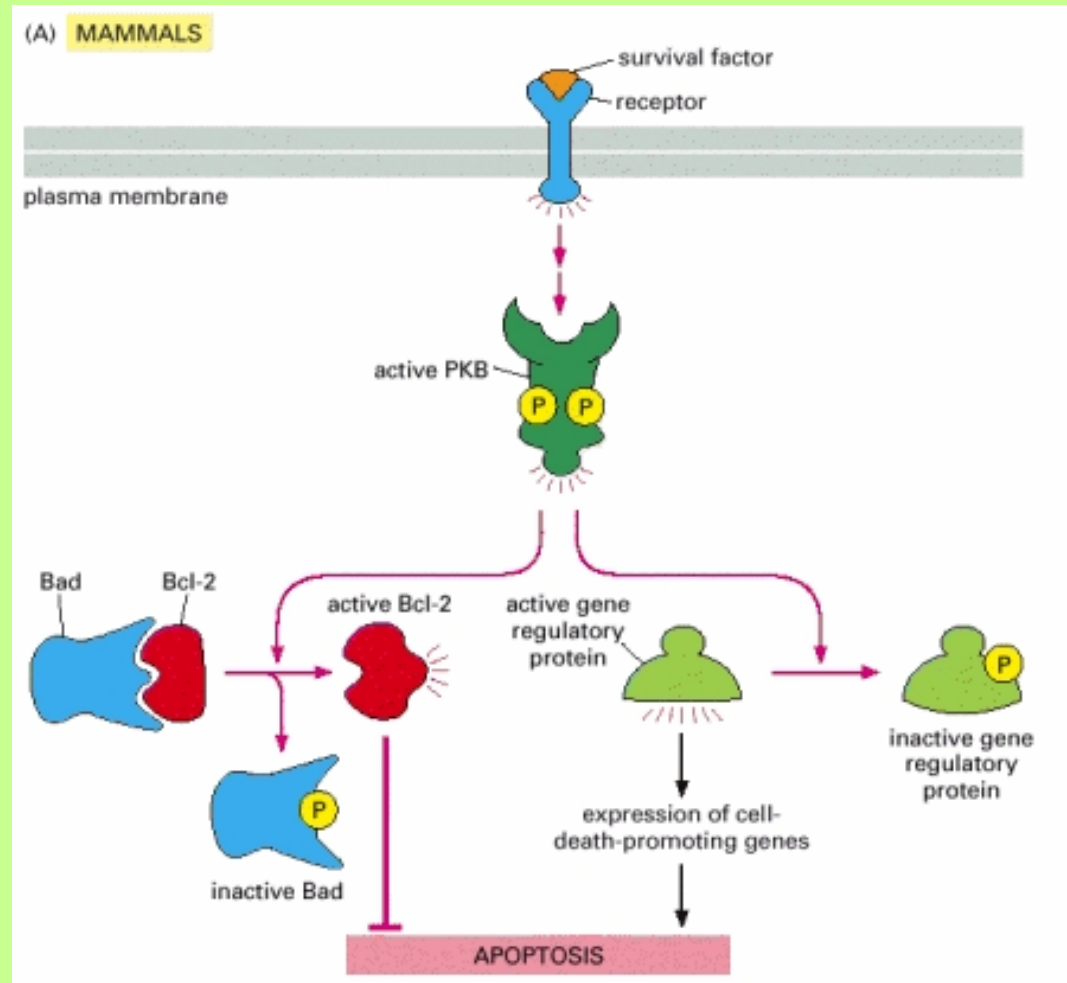 (A) MAMMALS
survival factor
receptor
plasma membrane
active PKB
P P
Bad
Bcl-2
active Bcl-2
active gene
regulatory
protein
P
inactive gene
regulatory
protein
P
inactive Bad
expression of cell-
death-promoting genes
APOPTOSIS